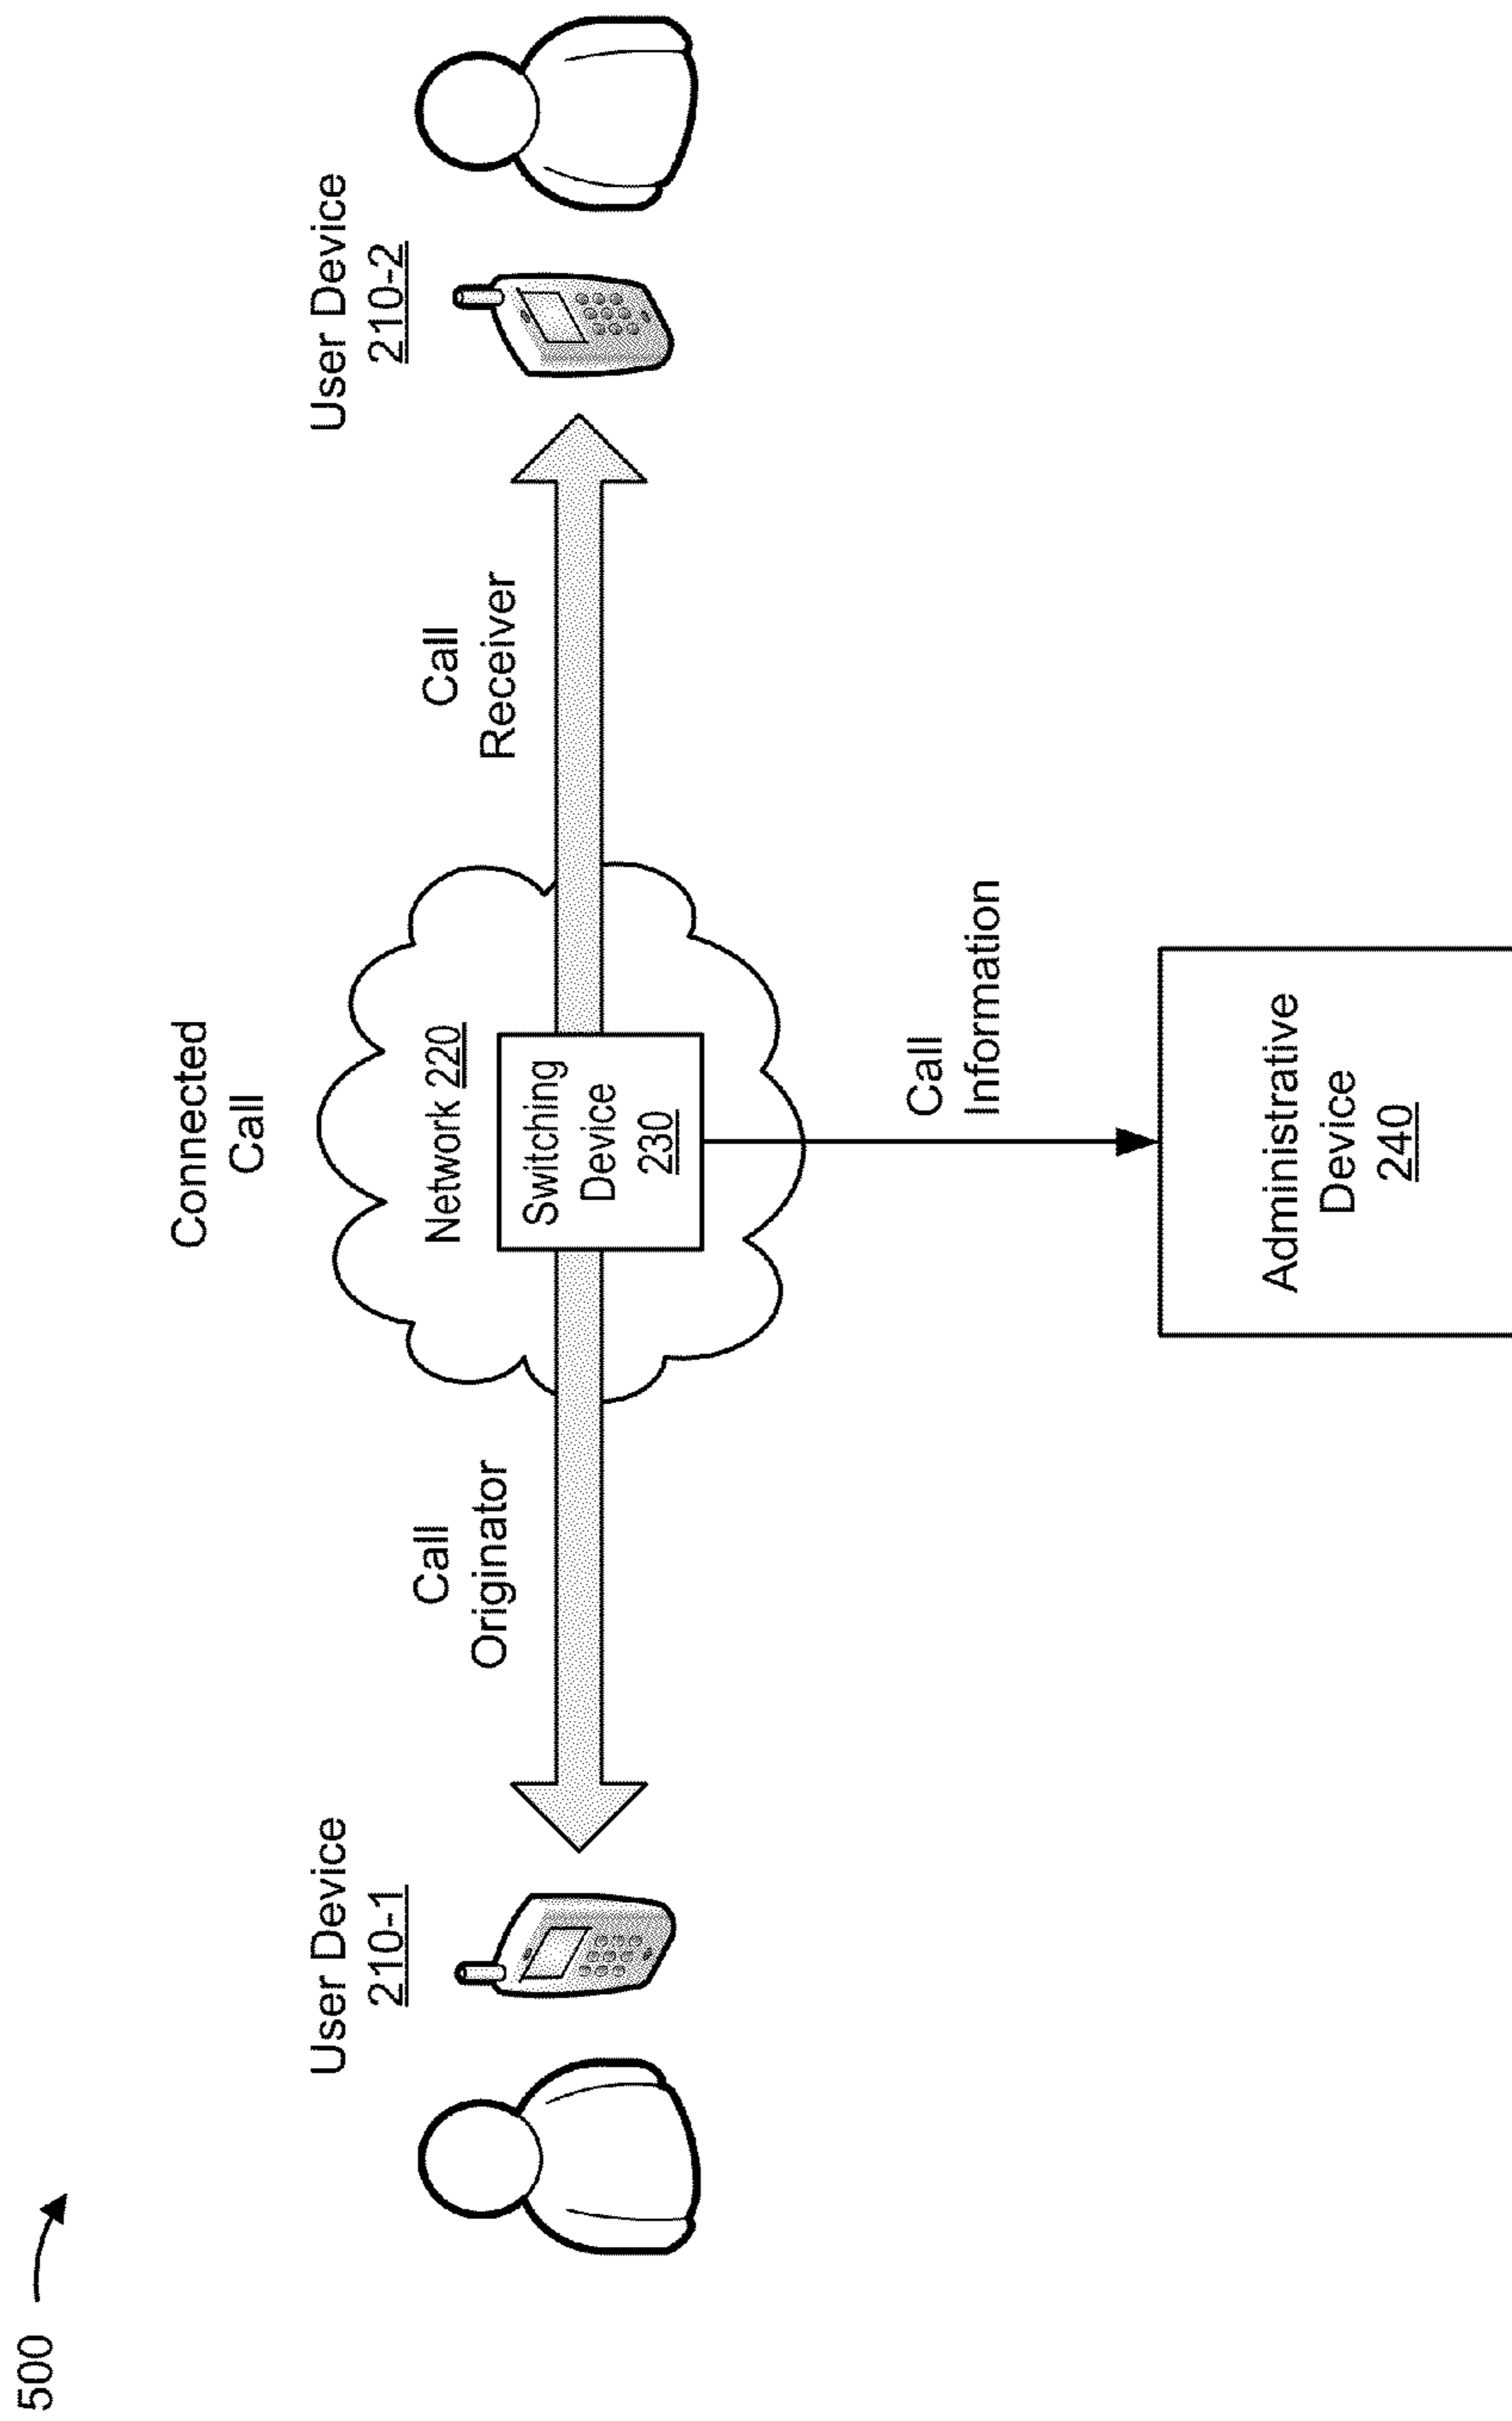 500
Connected
Call
User Device
210-1
User Device
210-2
Call
Originator
Network 220
Call
Receiver
Switching
Device
230
Call
Information
Administrative
Device
240